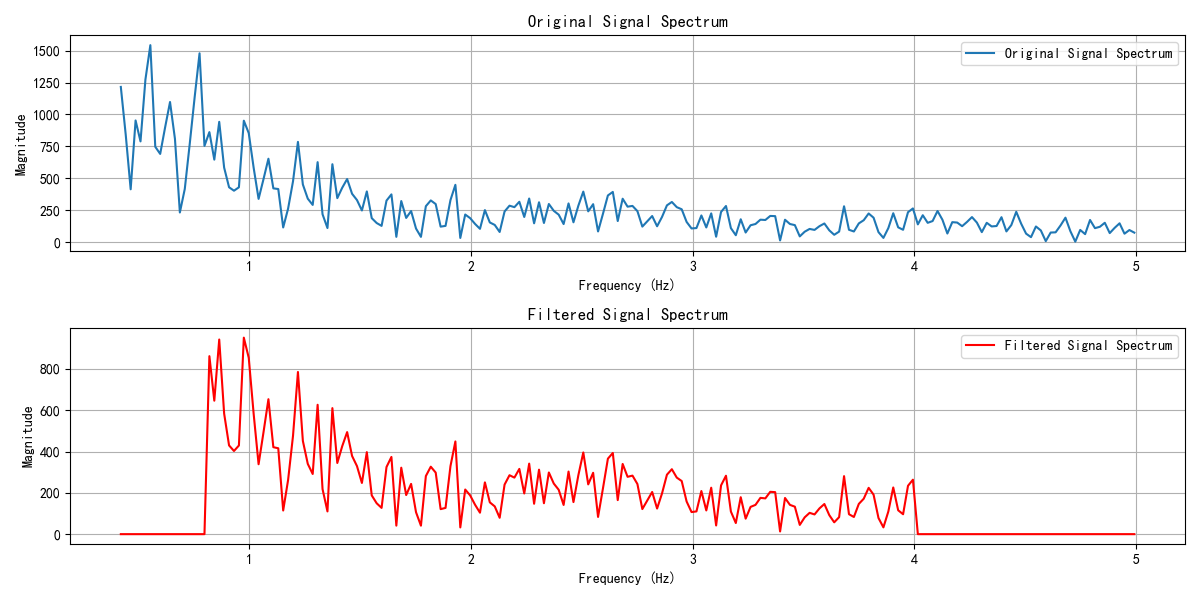 Original Signal Spectrum
1500
1250
1000
750
500
250
0
Magnitude
Original Signal Spectrum
1 2 3 4 5
Frequency (Hz)
Filtered Signal Spectrum
800
600
400
200
0
Magnitude
Filtered Signal Spectrum
1 2 3 4 5
Frequency (Hz)